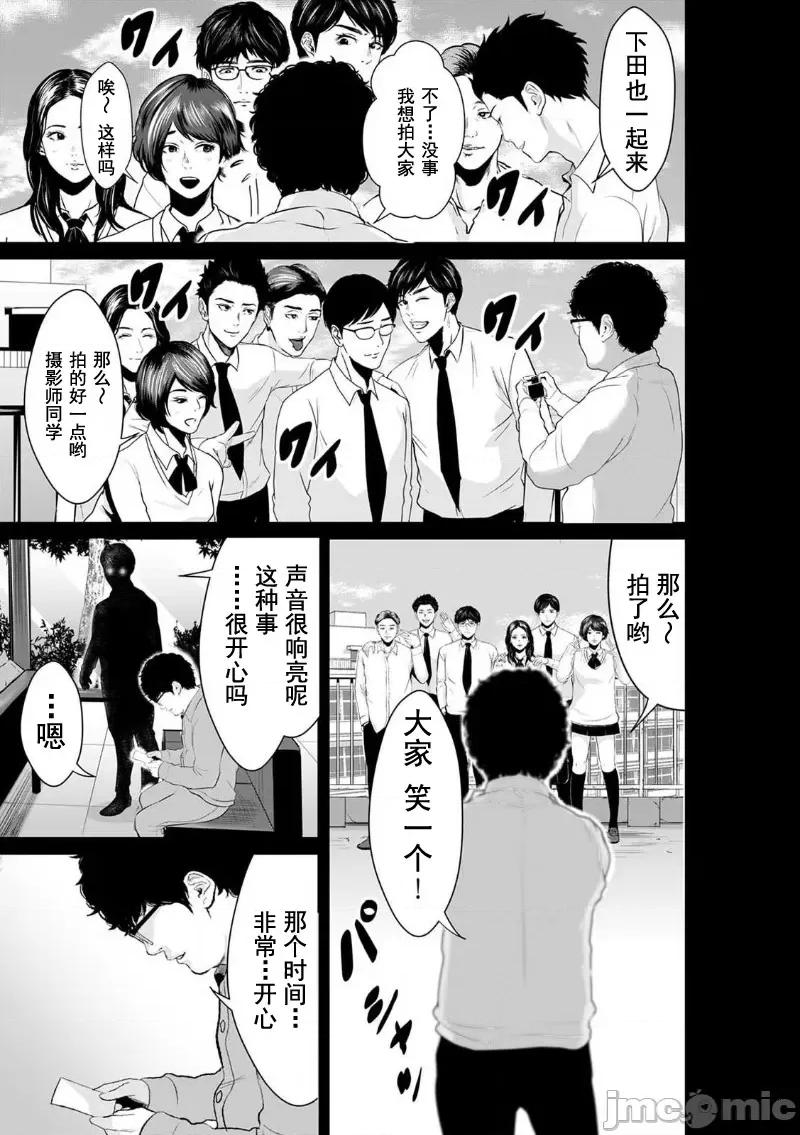 下田也一起来
不了…没事
我想拍大家
唉~ 这样吗
ワイ
ワイ
ワイ
ワイ
那么~
拍的好一点哟
摄影师同学
那么~
拍了哟
大家 笑一个!
パシャッ
声音很响亮呢
这种事
……很开心吗
…嗯
那个时间…
非常…开心
jmcomic